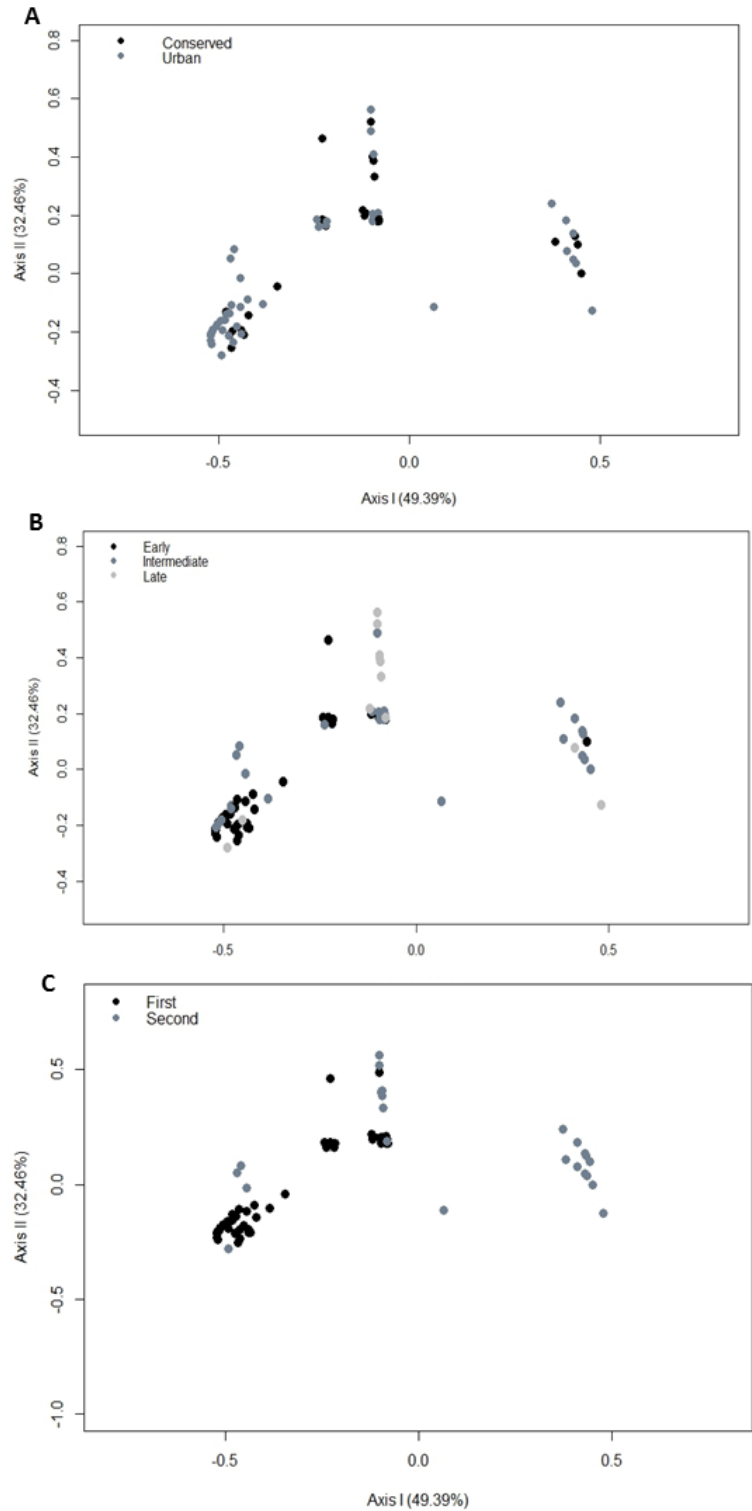 A
Conserved
Urban
0.8
0.6
0.4
0.2
0.0
-0.2
-0.4
Axis II (32.46%)
-0.5 0.0 0.5
Axis I (49.39%)
B
Early
Intermediate
Late
0.8
0.6
0.4
0.2
0.0
-0.2
-0.4
Axis II (32.46%)
-0.5 0.0 0.5
C
First
Second
0.5
0.0
-0.5
-1.0
Axis II (32.46%)
-0.5 0.0 0.5
Axis I (49.39%)